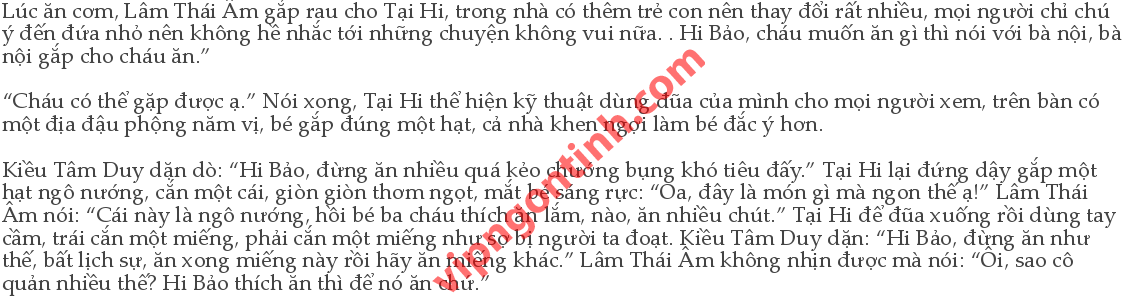 Lúc ăn cơm, Lâm Thái Âm gắp rau cho Tại Hi, trong nhà có thêm trẻ con nên thay đổi rất nhiều, mọi người chỉ chú
ý đến đứa nhỏ nên không hề nhắc tới những chuyện không vui nữa. . Hi Bảo, cháu muốn ăn gì thì nói với bà nội, bà
nội gắp cho cháu ăn.”
“Cháu có thể gặp được ạ.” Nói xong, Tại Hi thể hiện kỹ thuật dùng đũa của mình cho mọi người xem, trên bàn có
một địa đậu phộng năm vị, bé gắp đúng một hạt, cả nhà khen ngợi làm bé đắc ý hơn.
Kiều Tâm Duy dặn dò: “Hi Bảo, đừng ăn nhiều quá kẻo chướng bụng khó tiêu đấy.” Tại Hi lại đứng dậy gắp một
hạt ngô nướng, cắn một cái, giòn giòn thơm ngọt, mắt bé sáng rực: “Oa, đây là món gì mà ngon thế ạ!” Lâm Thái
Âm nói: “Cái này là ngô nướng, hồi bé ba cháu thích ăn lắm, nào, ăn nhiều chút.” Tại Hi để đũa xuống rồi dùng tay
cầm, trái cắn một miếng, phải cắn một miếng như sợ bị người ta đoạt. Kiều Tâm Duy dặn: “Hi Bảo, đừng ăn như
thế, bất lịch sự, ăn xong miếng này rồi hãy ăn miếng khác.” Lâm Thái Âm không nhịn được mà nói: “Ôi, sao cô
quản nhiều thế? Hi Bảo thích ăn thì để nó ăn chứ.”
vipngontinh.com